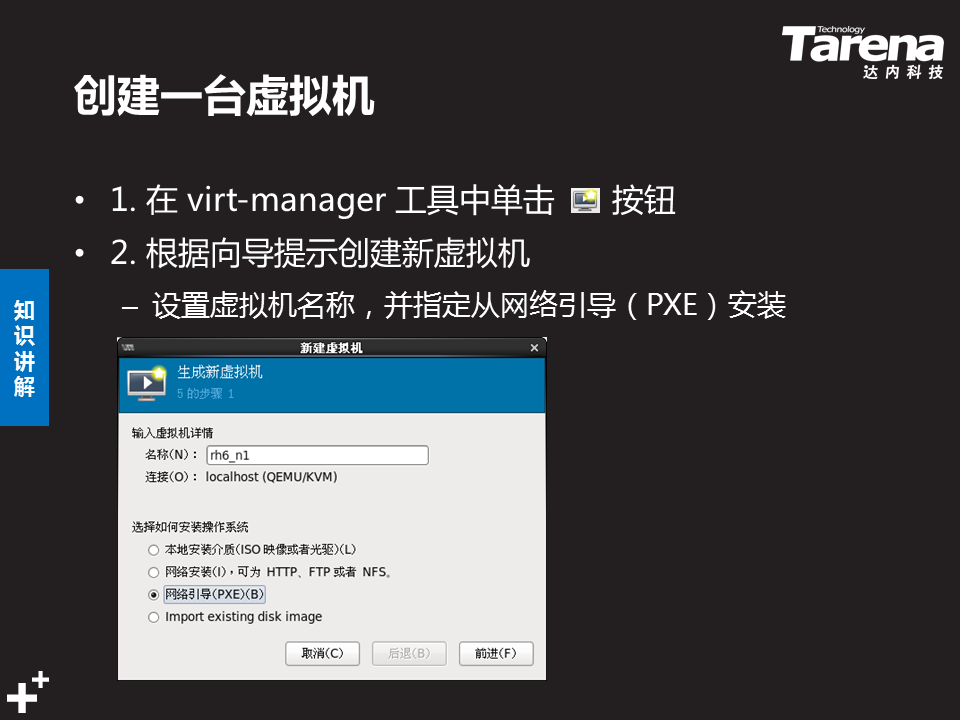 Technology
Tarena
达内科技
创建一台虚拟机
• 1. 在 virt-manager 工具中单击 按钮
• 2. 根据向导提示创建新虚拟机
– 设置虚拟机名称，并指定从网络引导（PXE）安装
知识讲解
新建虚拟机
生成新虚拟机
5 的步骤 1
输入虚拟机详情
名称(N)： rh6_n1
连接(O)： localhost (QEMU/KVM)
选择如何安装操作系统
本地安装介质(ISO 映像或者光驱)(L)
网络安装(I)，可为 HTTP、FTP 或者 NFS。
网络引导(PXE)(B)
Import existing disk image
取消(C) 后退(B) 前进(F)